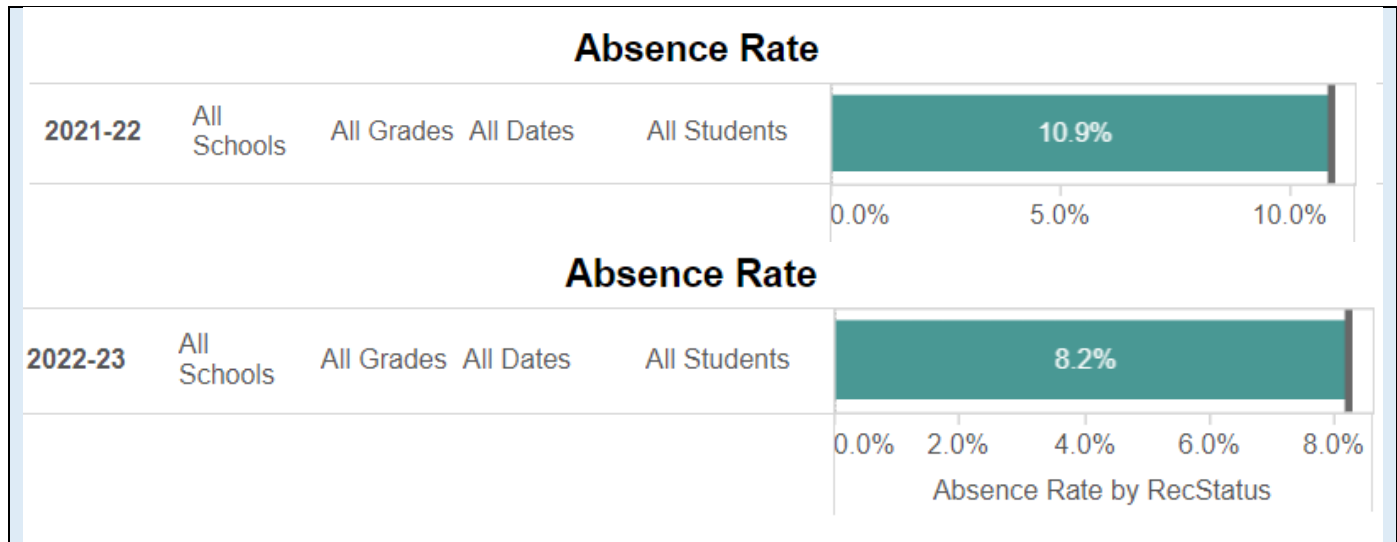 Absence Rate
2021-22 All Schools All Grades All Dates All Students 10.9%
0.0% 5.0% 10.0%
Absence Rate
2022-23 All Schools All Grades All Dates All Students 8.2%
0.0% 2.0% 4.0% 6.0% 8.0%
Absence Rate by RecStatus